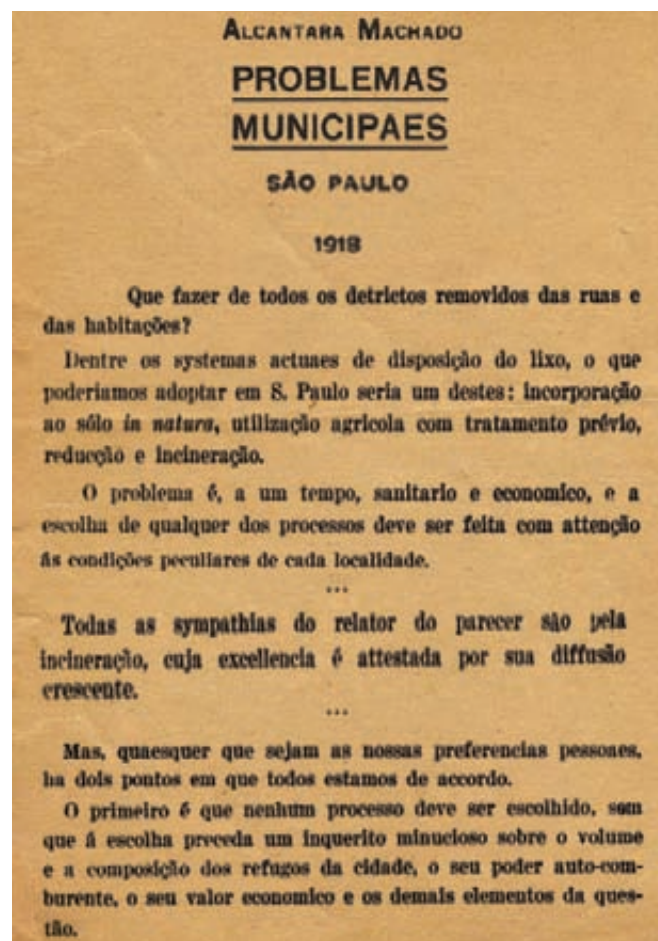 ALCANTARA MACHADO
PROBLEMAS
MUNICIPAES
SÃO PAULO
1918
Que fazer de todos os detrictos removidos das ruas e
das habitações?
Dentre os systemas actuaes de disposição do lixo, o que
poderiamos adoptar em S. Paulo seria um destes: incorporação
ao sólo in natura, utilização agricola com tratamento prévio,
reducção e incineração.
O problema é, a um tempo, sanitario e economico, e a
escolha de qualquer dos processos deve ser feita com attenção
ás condições peculiares de cada localidade.
...
Todas as sympathias do relator do parecer são pela
incineração, cuja excellencia é attestada por sua diffusão
crescente.
...
Mas, quaesquer que sejam as nossas preferencias pessoaes,
ha dois pontos em que todos estamos de accordo.
O primeiro é que nenhum processo deve ser escolhido, sem
que á escolha preceda um inquerito minucioso sobre o volume
e a composição dos refugos da cidade, o seu poder auto-com-
burente, o seu valor economico e os demais elementos da ques-
tão.